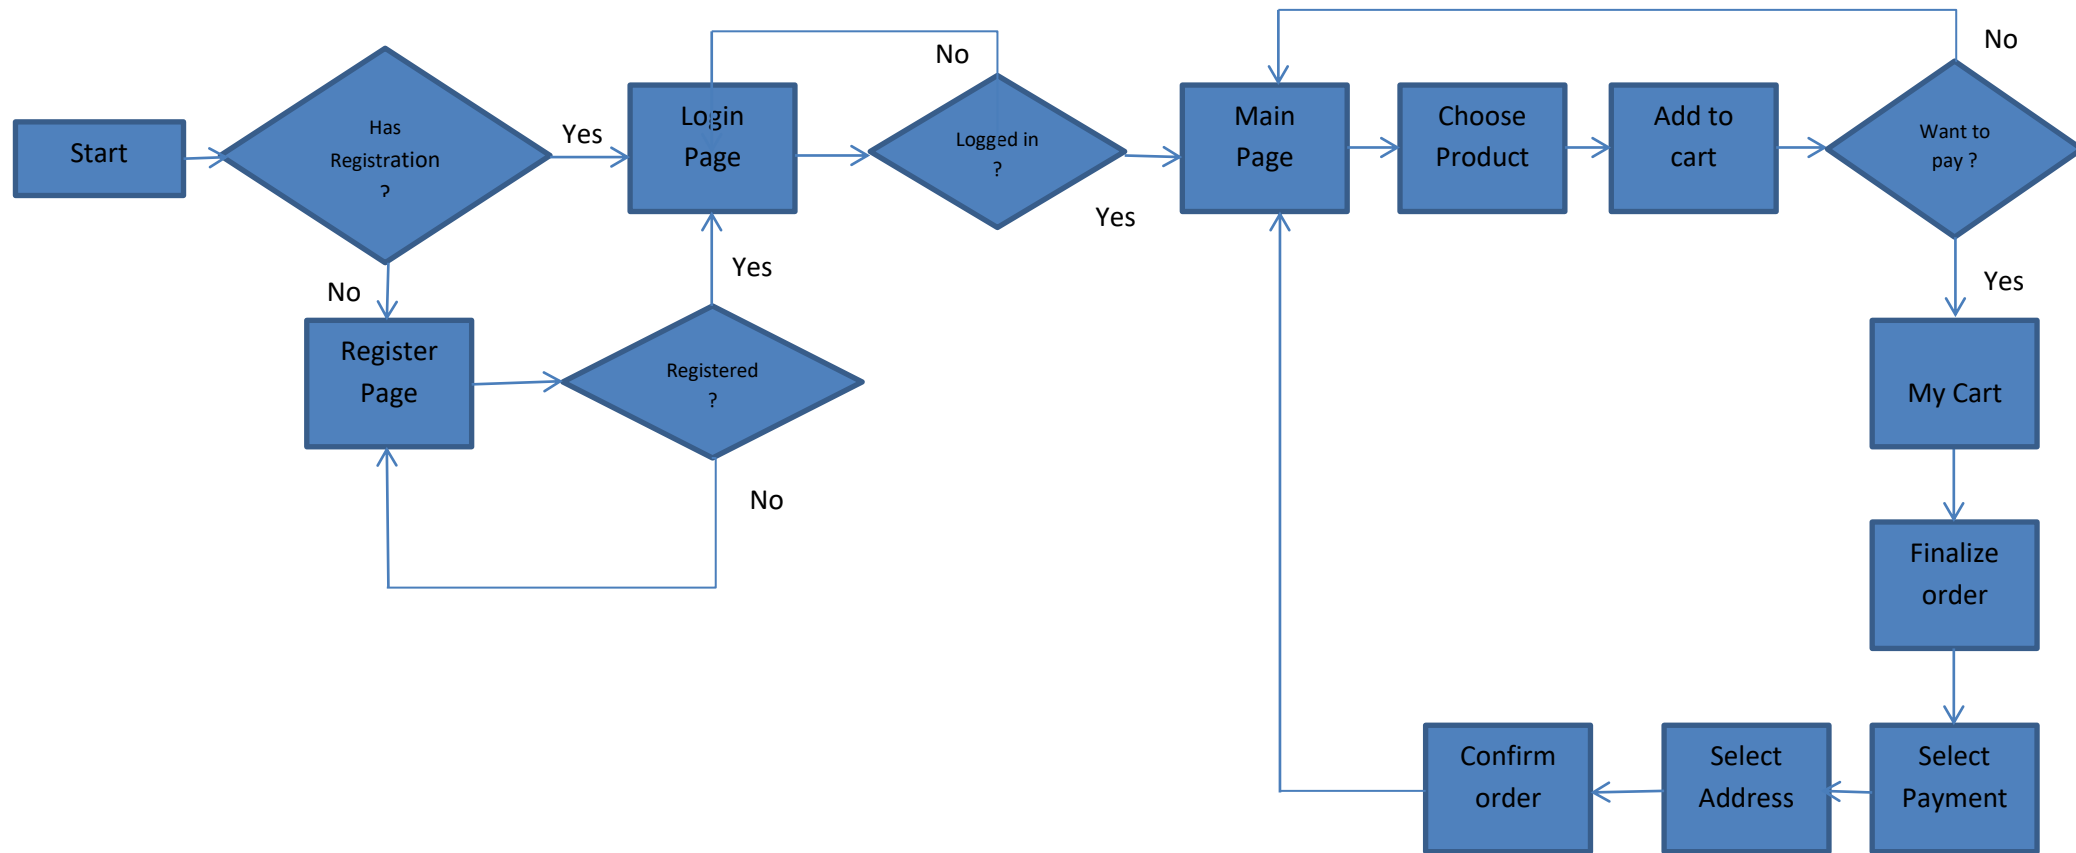 Start
Has
Registration
?
Yes
No
Login
Page
No
Logged in
?
Yes
Register
Page
Registered
?
Yes
No
Main
Page
Choose
Product
Add to
cart
Want to
pay ?
No
Yes
My Cart
Finalize
order
Select
Payment
Select
Address
Confirm
order